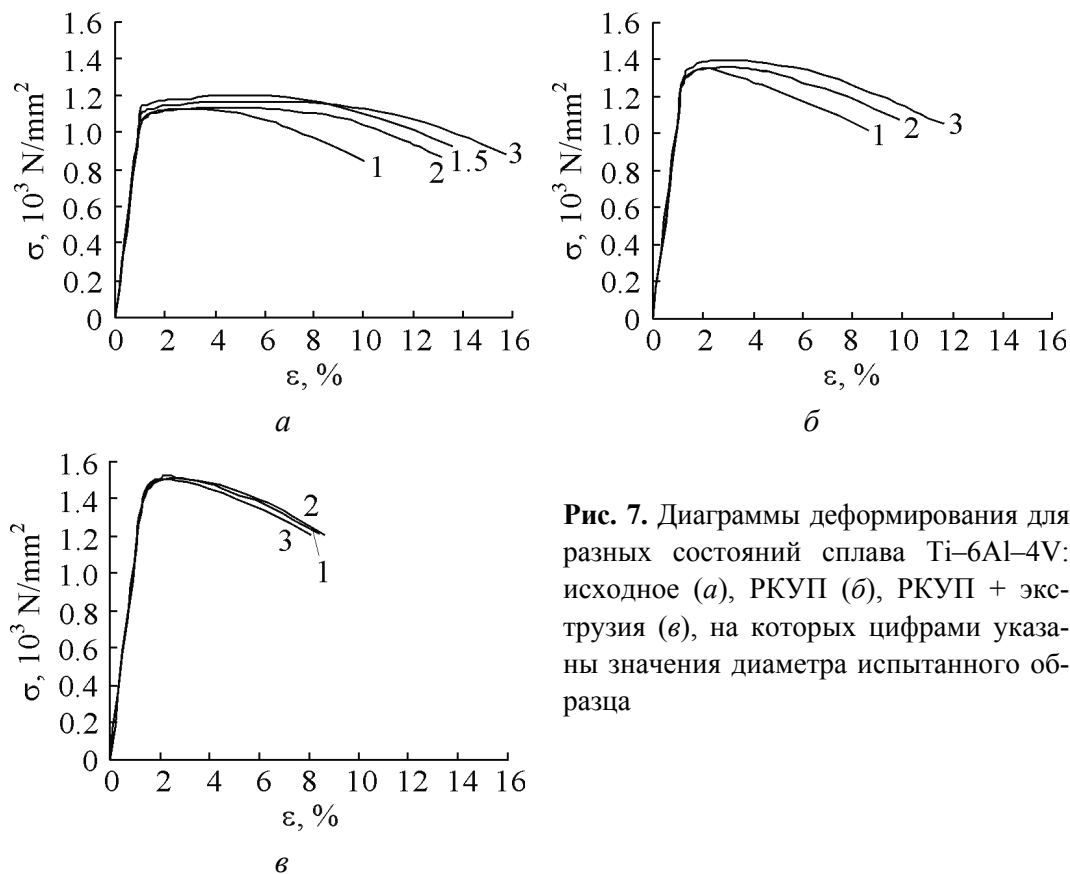 1.6
1.4
1.2
1.0
0.8
0.6
0.4
0.2
0
σ, 10³ N/mm²
1
2
1.5
3
0 2 4 6 8 10 12 14 16
ε, %
а
1.6
1.4
1.2
1.0
0.8
0.6
0.4
0.2
0
σ, 10³ N/mm²
1
2
3
0 2 4 6 8 10 12 14 16
ε, %
б
1.6
1.4
1.2
1.0
0.8
0.6
0.4
0.2
0
σ, 10³ N/mm²
2
3
1
0 2 4 6 8 10 12 14 16
ε, %
в
Рис. 7. Диаграммы деформирования для
разных состояний сплава Ti–6Al–4V:
исходное (а), РКУП (б), РКУП + экс-
трузия (в), на которых цифрами указа-
ны значения диаметра испытанного об-
разца